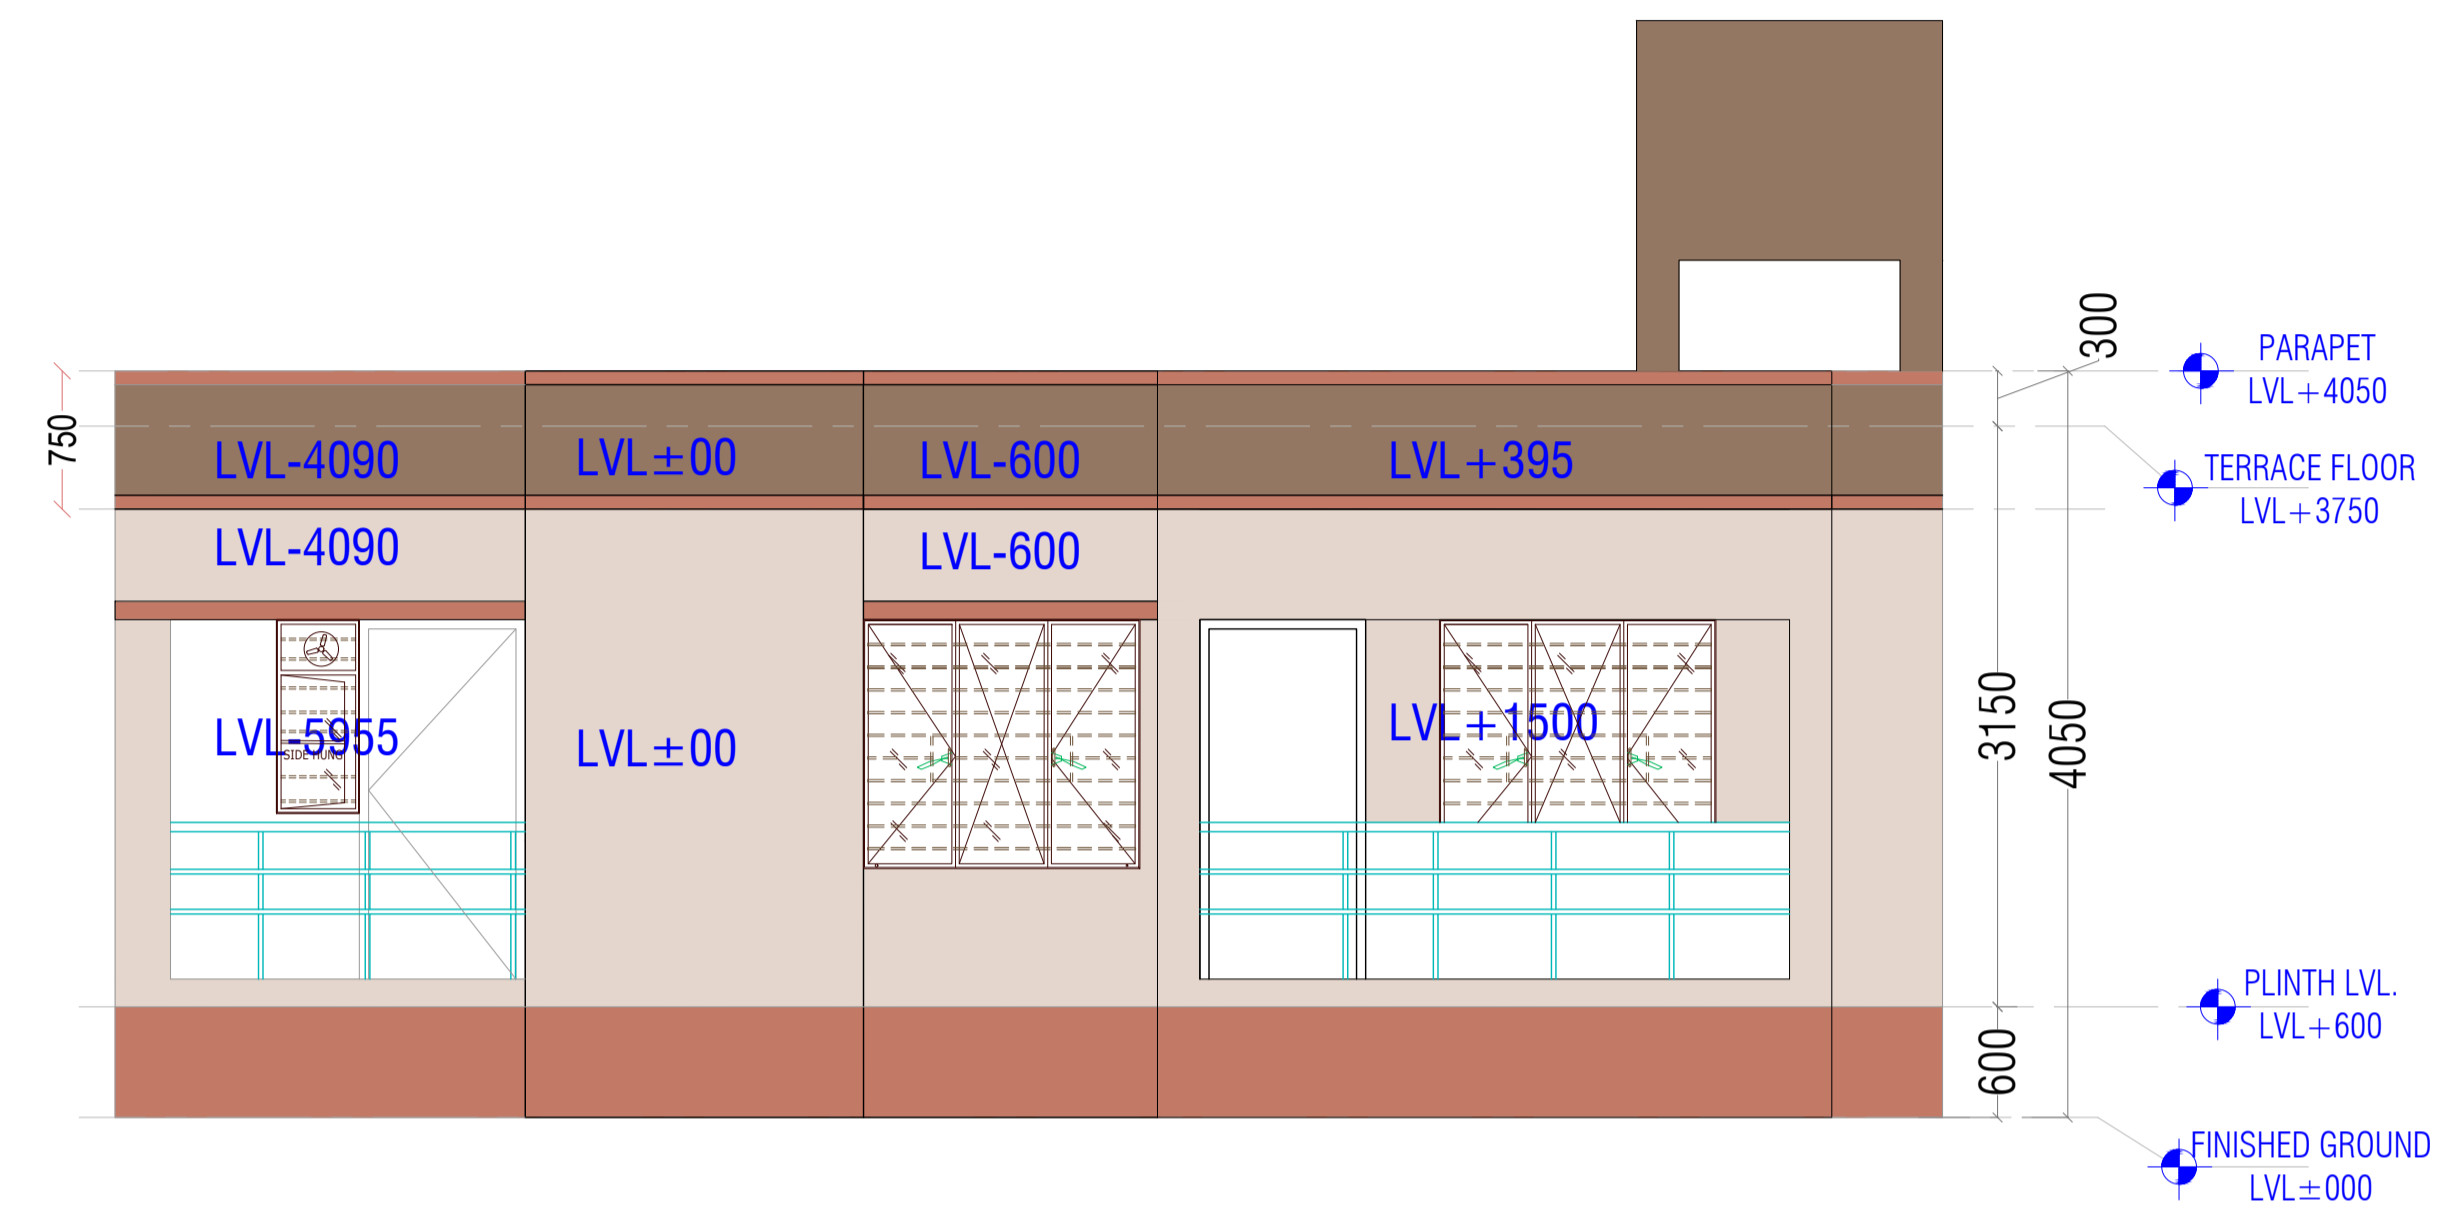 300
PARAPET
LVL+4050
750
LVL-4090
LVL±00
LVL-600
LVL+395
TERRACE FLOOR
LVL+3750
LVL-4090
LVL-600
LVL-5955
SIDE HUNG
LVL±00
LVL+1500
3150
4050
PLINTH LVL.
LVL+600
600
FINISHED GROUND
LVL±000